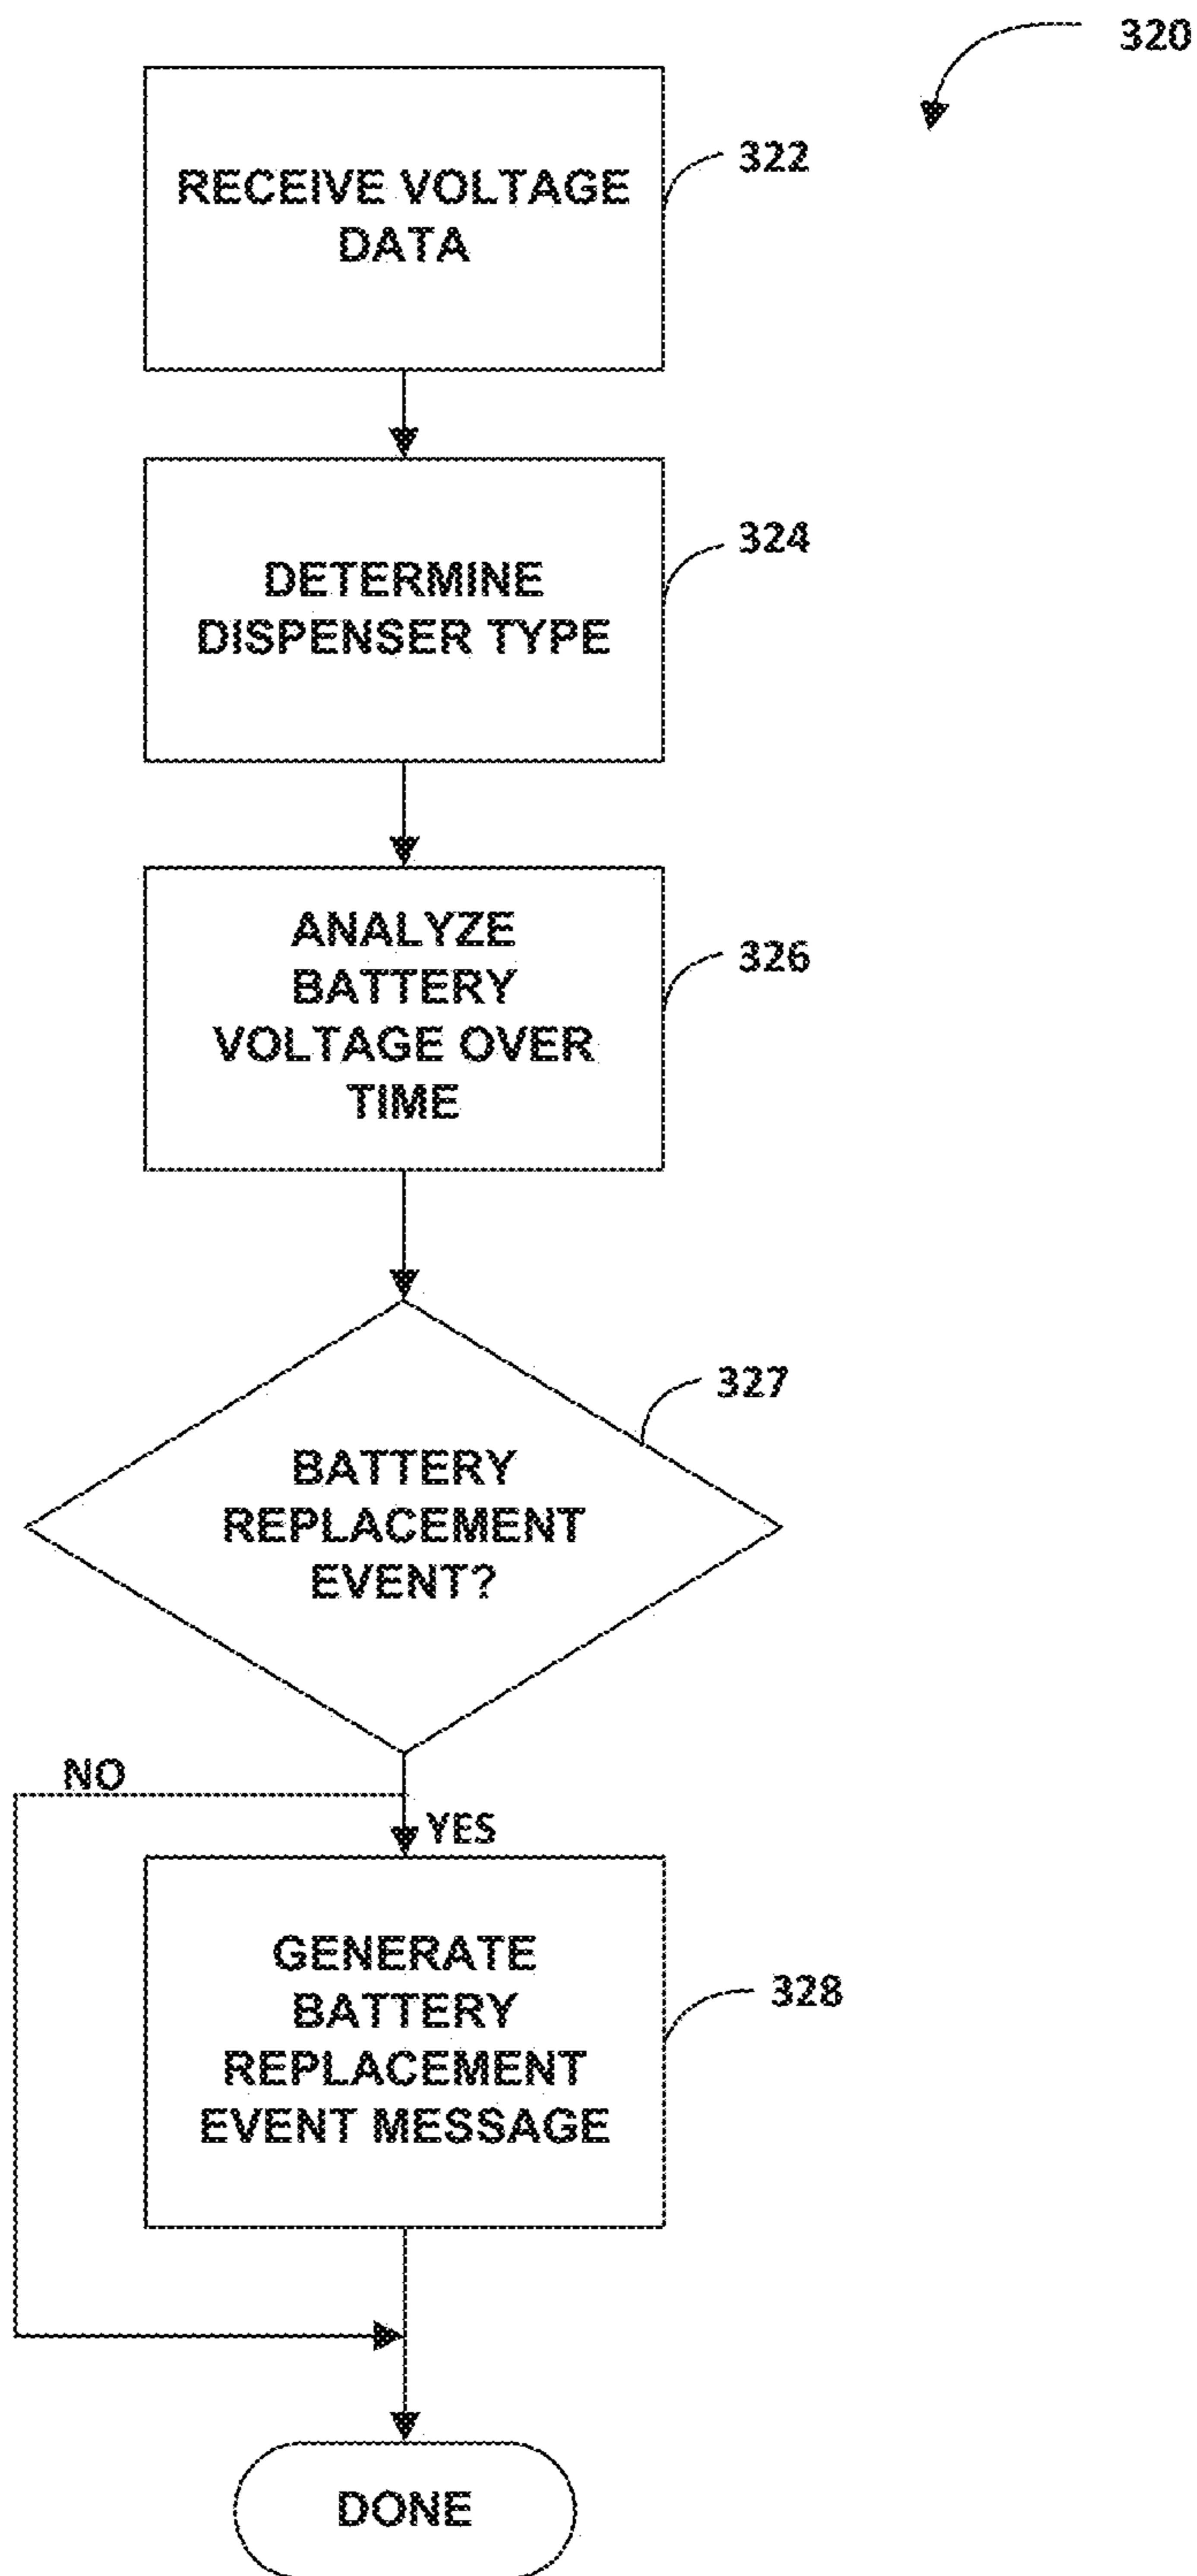 320
RECEIVE VOLTAGE
DATA
322
DETERMINE
DISPENSER TYPE
324
ANALYZE
BATTERY
VOLTAGE OVER
TIME
326
BATTERY
REPLACEMENT
EVENT?
327
NO
YES
GENERATE
BATTERY
REPLACEMENT
EVENT MESSAGE
328
DONE